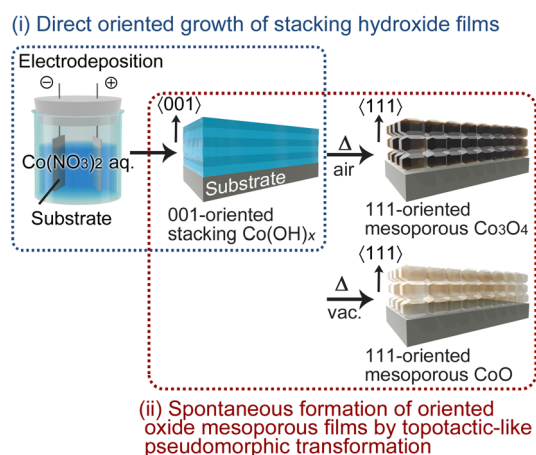 (i) Direct oriented growth of stacking hydroxide films
Electrodeposition
⊖ ⊕
Co(NO3)2 aq.
Substrate
⟨001⟩
Substrate
001-oriented
stacking Co(OH)x
Δ
air
⟨111⟩
111-oriented
mesoporous Co3O4
Δ
vac.
⟨111⟩
111-oriented
mesoporous CoO
(ii) Spontaneous formation of oriented
oxide mesoporous films by topotactic-like
pseudomorphic transformation